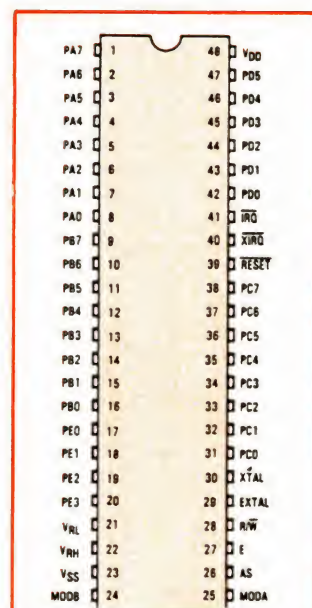 PA7 1 48 VDD
PA6 2 47 PD5
PA5 3 46 PD4
PA4 4 45 PD3
PA3 5 44 PD2
PA2 6 43 PD1
PA1 7 42 PD0
PA0 8 41 IRQ
PB7 9 40 XIRQ
PB6 10 39 RESET
PB5 11 38 PC7
PB4 12 37 PC6
PB3 13 36 PC5
PB2 14 35 PC4
PB1 15 34 PC3
PB0 16 33 PC2
PE0 17 32 PC1
PE1 18 31 PC0
PE2 19 30 XTAL
PE3 20 29 EXTAL
VRL 21 28 R/W
VRH 22 27 E
VSS 23 26 AS
MODB 24 25 MODA